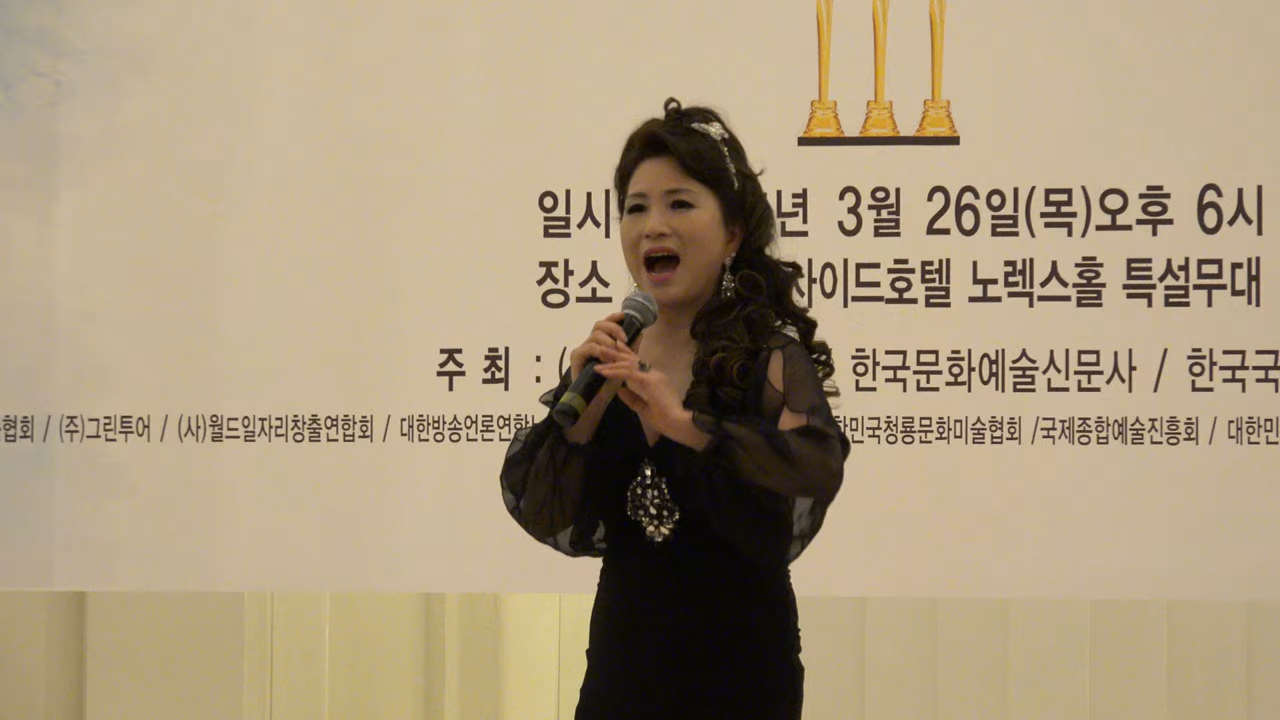 일시 년 3월 26일(목)오후 6시
장소 사이드호텔 노렉스홀 특설무대
주 최 : ( / 한국문화예술신문사 / 한국국
협회 / (주)그린투어 / (사)월드일자리창출연합회 / 대한방송언론연합 한민국청룡문화미술협회 /국제종합예술진흥회 / 대한민